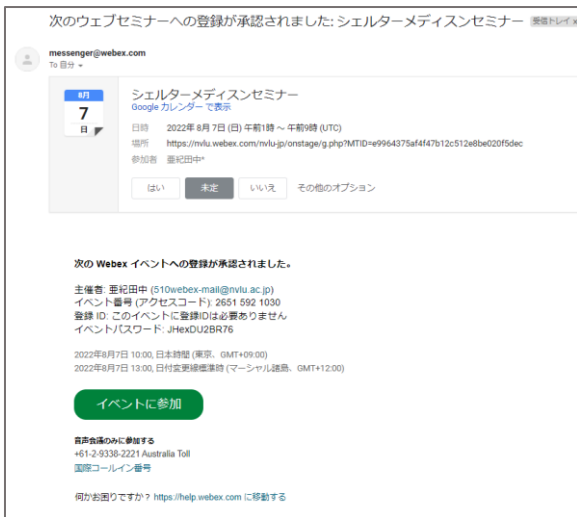 次のウェブセミナーへの登録が承認されました: シェルターメディスンセミナー 受信トレイ ×
messenger@webex.com
To 自分
8月
7
日
シェルターメディスンセミナー
Google カレンダー で表示
日時 2022年 8月 7日 (日) 午前1時 ～ 午前9時 (UTC)
場所 https://nvlu.webex.com/nvlu-jp/onstage/g.php?MTID=e9964375af4f47b12c512e8be020f5dec
参加者 亜紀田中*
はい 未定 いいえ その他のオプション
次の Webex イベントへの登録が承認されました。
主催者: 亜紀田中 (510webex-mail@nvlu.ac.jp)
イベント番号 (アクセスコード): 2651 592 1030
登録 ID: このイベントに登録IDは必要ありません
イベントパスワード: JHexDU2BR76
2022年8月7日 10:00, 日本時間 (東京、GMT+09:00)
2022年8月7日 13:00, 日付変更線標準時 (マーシャル諸島、GMT+12:00)
イベントに参加
音声会議のみに参加する
+61-2-9338-2221 Australia Toll
国際コールイン番号
何かお困りですか？ https://help.webex.com に移動する